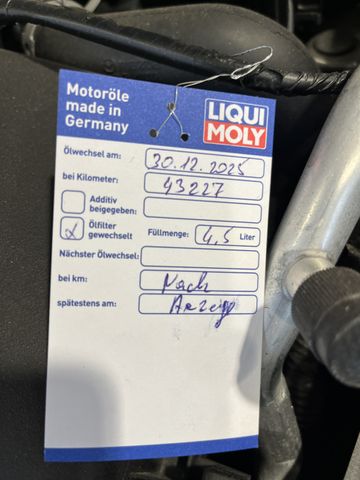 Motoröle
made in
Germany
LIQUI
MOLY
Ölwechsel am: 30.12.2025
bei Kilometer: 43227
Additiv
beigegeben:
Ölfilter
gewechselt Füllmenge: 4,5 Liter
Nächster Ölwechsel:
bei km: Nach
spätestens am: Anzeige